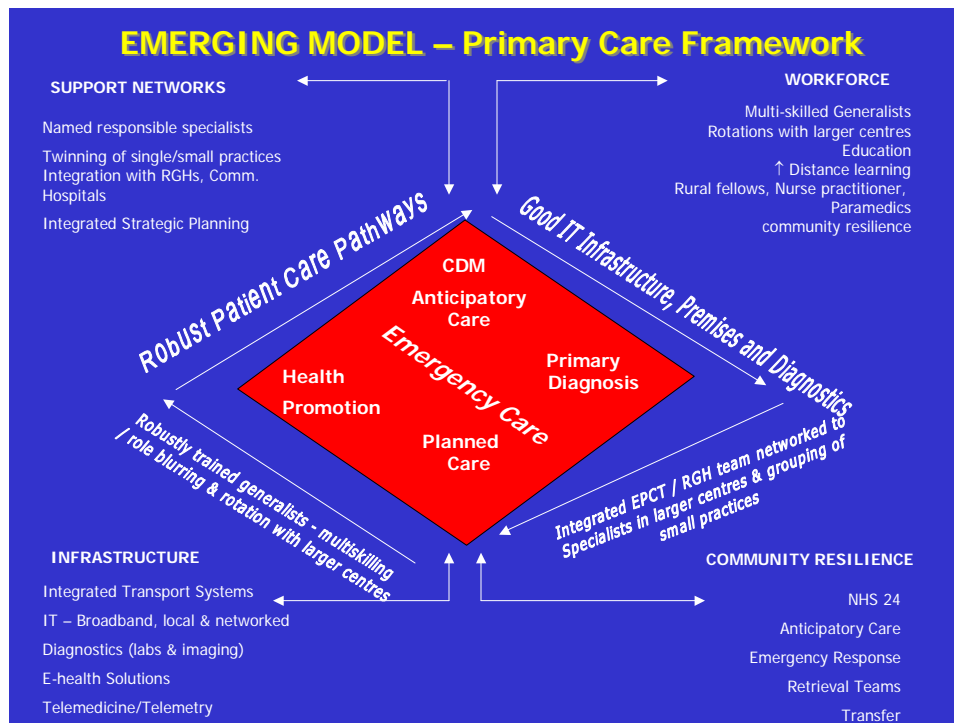 EMERGING MODEL – Primary Care Framework
SUPPORT NETWORKS
Named responsible specialists
Twinning of single/small practices
Integration with RGHs, Comm.
Hospitals
Integrated Strategic Planning
WORKFORCE
Multi-skilled Generalists
Rotations with larger centres
Education
↑ Distance learning
Rural fellows, Nurse practitioner,
Paramedics
community resilience
Robust Patient Care PathWays
Good IT Infrastructure, Premises and Diagnostics
CDM
Anticipatory
Care
Emergency Care
Primary
Diagnosis
Health
Promotion
Planned
Care
Robustly trained generalists - multiskilling
/ role blurring & rotation with larger centres
Integrated EPCT / RGH team networked to
Specialists in larger centres & grouping of
small practices
INFRASTRUCTURE
Integrated Transport Systems
IT – Broadband, local & networked
Diagnostics (labs & imaging)
E-health Solutions
Telemedicine/Telemetry
COMMUNITY RESILIENCE
NHS 24
Anticipatory Care
Emergency Response
Retrieval Teams
Transfer